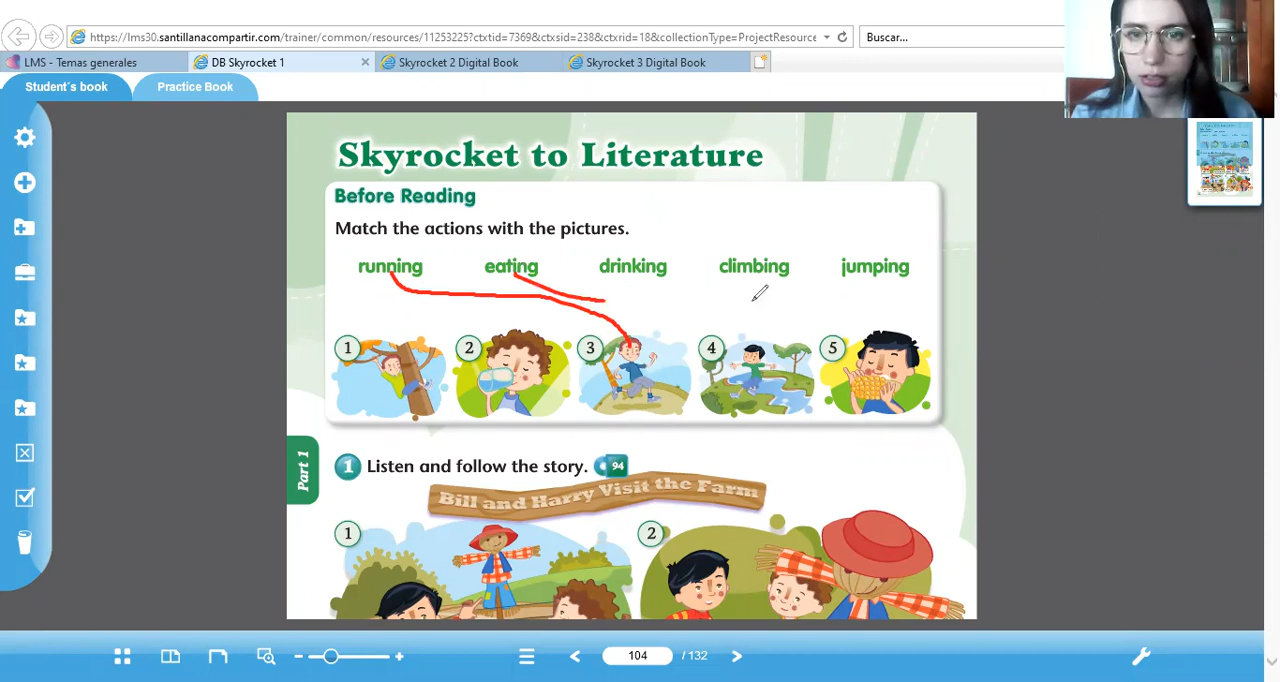 https://lms30.santillanacompartir.com/trainer/common/resources/11253225?ctxtid=7369&ctxsid=238&ctxrid=18&collectionType=ProjectResource
Buscar...
LMS - Temas generales
DB Skyrocket 1
Skyrocket 2 Digital Book
Skyrocket 3 Digital Book
Student´s book
Practice Book
Skyrocket to Literature
Before Reading
Match the actions with the pictures.
running eating drinking climbing jumping
1 2 3 4 5
Part 1
1 Listen and follow the story. 94
Bill and Harry Visit the Farm
1 2
104 / 132